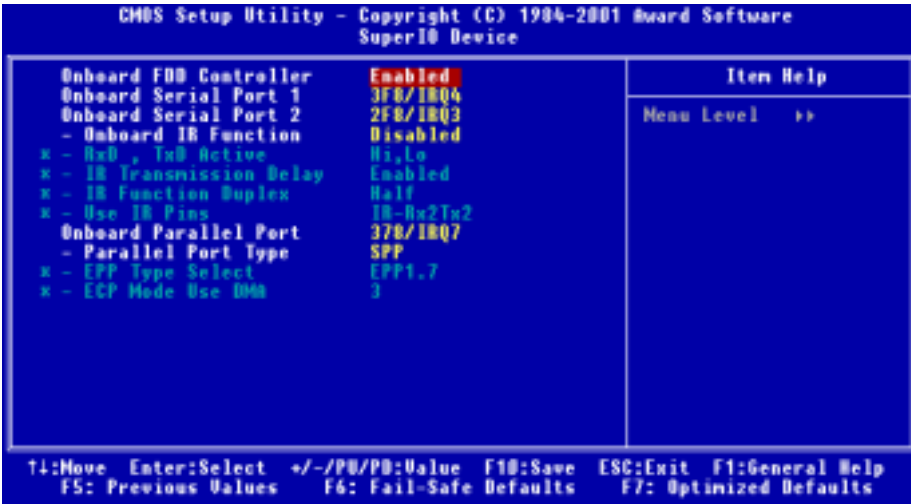 CMOS Setup Utility - Copyright (C) 1984-2001 Award Software
SuperIO Device
Onboard FDD Controller Enabled
Onboard Serial Port 1 3F8/IRQ4
Onboard Serial Port 2 2F8/IRQ3
- Onboard IR Function Disabled
x - RxD , TxD Active Hi,Lo
x - IR Transmission Delay Enabled
x - IR Function Duplex Half
x - Use IR Pins IR-Rx2Tx2
Onboard Parallel Port 378/IRQ7
- Parallel Port Type SPP
x - EPP Type Select EPP1.7
x - ECP Mode Use DMA 3
Item Help
Menu Level ▸▸
↑↓:Move Enter:Select +/-/PU/PD:Value F10:Save ESC:Exit F1:General Help
F5: Previous Values F6: Fail-Safe Defaults F7: Optimized Defaults